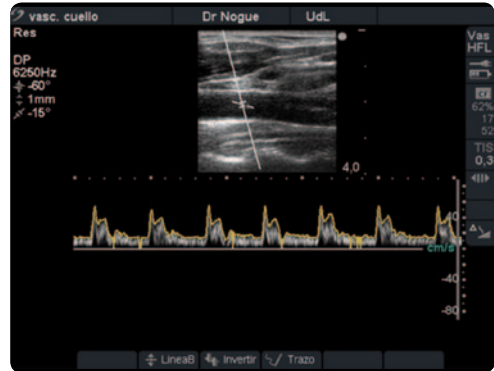 vasc. cuello Dr Nogue UdL
Res
DP
6250Hz
-60°
1mm
-15°
Vas
HFL
CF
62%
17
52
TIS
0,3
4,0
40
cm/s
-40
-80
LineaB Invertir Trazo